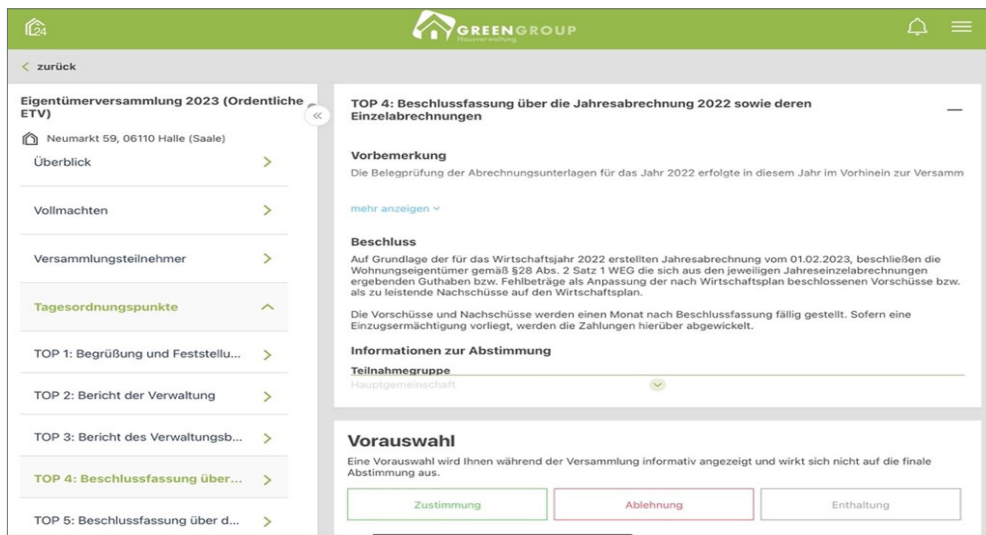 24
GREENGROUP
Hausverwaltung
zurück
Eigentümerversammlung 2023 (Ordentliche
ETV)
Neumarkt 59, 06110 Halle (Saale)
Überblick
Vollmachten
Versammlungsteilnehmer
Tagesordnungspunkte
TOP 1: Begrüßung und Feststellu...
TOP 2: Bericht der Verwaltung
TOP 3: Bericht des Verwaltungsb...
TOP 4: Beschlussfassung über...
TOP 5: Beschlussfassung über d...
TOP 4: Beschlussfassung über die Jahresabrechnung 2022 sowie deren
Einzelabrechnungen
Vorbemerkung
Die Belegprüfung der Abrechnungsunterlagen für das Jahr 2022 erfolgte in diesem Jahr im Vorhinein zur Versamm
mehr anzeigen
Beschluss
Auf Grundlage der für das Wirtschaftsjahr 2022 erstellten Jahresabrechnung vom 01.02.2023, beschließen die
Wohnungseigentümer gemäß §28 Abs. 2 Satz 1 WEG die sich aus den jeweiligen Jahreseinzelabrechnungen
ergebenden Guthaben bzw. Fehlbeträge als Anpassung der nach Wirtschaftsplan beschlossenen Vorschüsse bzw.
als zu leistende Nachschüsse auf den Wirtschaftsplan.
Die Vorschüsse und Nachschüsse werden einen Monat nach Beschlussfassung fällig gestellt. Sofern eine
Einzugsermächtigung vorliegt, werden die Zahlungen hierüber abgewickelt.
Informationen zur Abstimmung
Teilnahmegruppe
Hauptgemeinschaft
Vorauswahl
Eine Vorauswahl wird Ihnen während der Versammlung informativ angezeigt und wirkt sich nicht auf die finale
Abstimmung aus.
Zustimmung
Ablehnung
Enthaltung